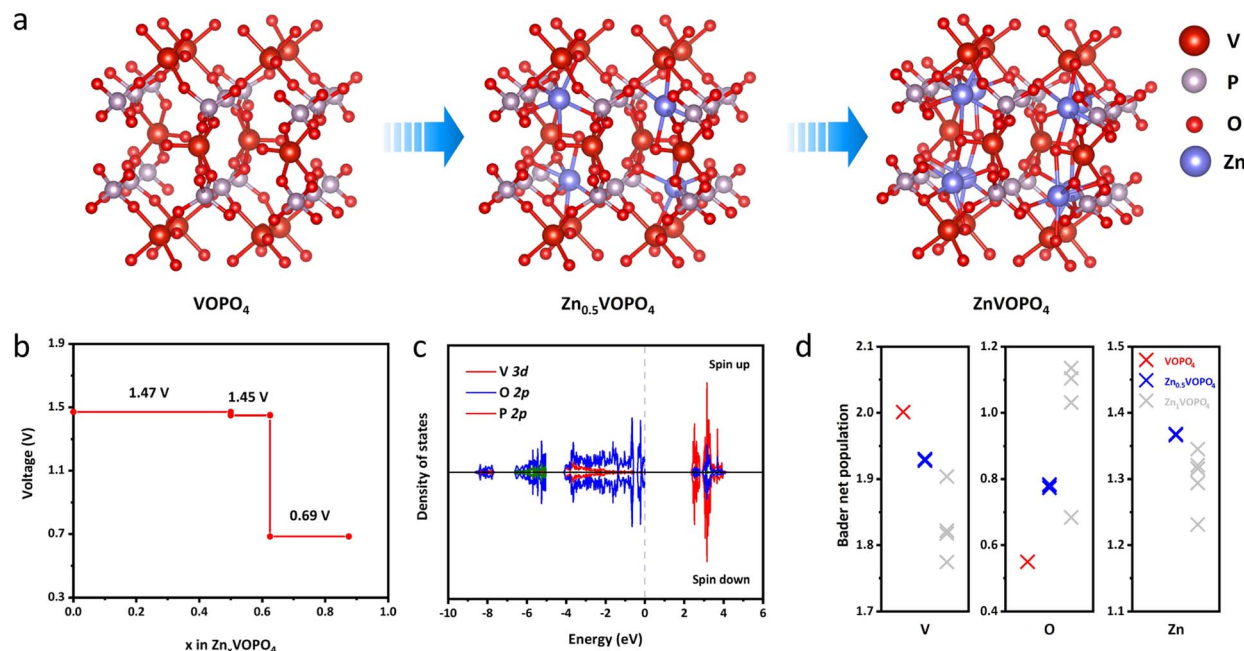 a
V
P
O
Zn
VOPO₄
Zn₀.₅VOPO₄
ZnVOPO₄
b
1.9
1.5
1.1
0.7
0.3
Voltage (V)
1.47 V
1.45 V
0.69 V
0.0 0.2 0.4 0.6 0.8 1.0
x in ZnₓVOPO₄
c
Density of states
V 3d
O 2p
P 2p
Spin up
Spin down
-10 -8 -6 -4 -2 0 2 4 6
Energy (eV)
d
Bader net population
2.1
2.0
1.9
1.8
1.7
V
1.2
1.0
0.8
0.6
0.4
O
1.5
1.4
1.3
1.2
1.1
VOPO₄
Zn₀.₅VOPO₄
Zn₁VOPO₄
Zn